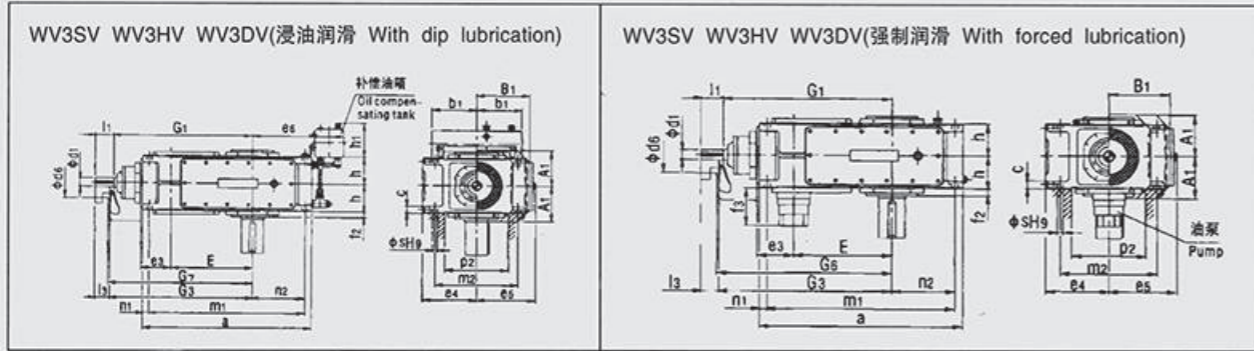 WV3SV WV3HV WV3DV(浸油润滑 With dip lubrication)
补偿油箱
Oil compen-
sating tank
l1
G1
e6
b1
B1
b1
h1
Φd6
Φd1
h
h
f2
A1
A1
c
ΦSH9
e3
E
G7
l3
G3
n2
n1
m1
a
p2
m2
e4
e5
WV3SV WV3HV WV3DV(强制润滑 With forced lubrication)
l1
G1
B1
Φd6
Φd1
h
h
f2
f3
A1
A1
c
ΦSH9
e3
E
G6
l3
G3
n2
n1
m1
a
p2
m2
e4
e5
油泵
Pump